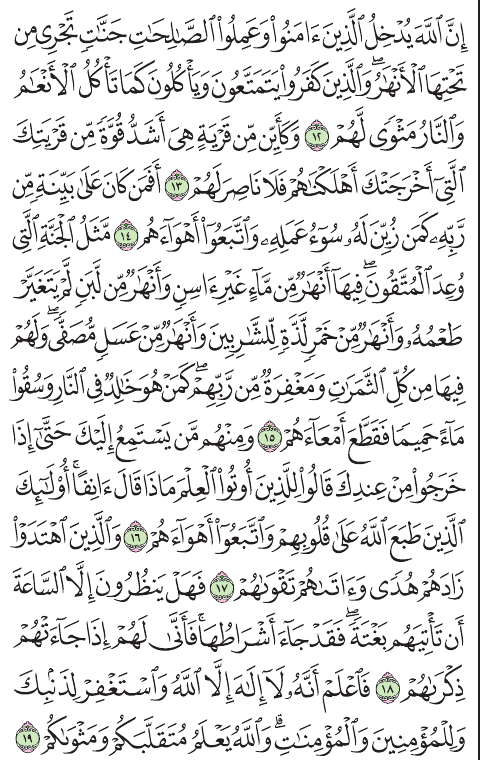 إِنَّ ٱللَّهَ يُدۡخِلُ ٱلَّذِينَ ءَامَنُواْ وَعَمِلُواْ ٱلصَّـٰلِحَـٰتِ جَنَّـٰتٖ تَجۡرِي مِن
تَحۡتِهَا ٱلۡأَنۡهَـٰرُۖ وَٱلَّذِينَ كَفَرُواْ يَتَمَتَّعُونَ وَيَأۡكُلُونَ كَمَا تَأۡكُلُ ٱلۡأَنۡعَـٰمُ
وَٱلنَّارُ مَثۡوٗى لَّهُمۡ ١٢ وَكَأَيِّن مِّن قَرۡيَةٍ هِيَ أَشَدُّ قُوَّةٗ مِّن قَرۡيَتِكَ
ٱلَّتِيٓ أَخۡرَجَتۡكَ أَهۡلَكۡنَـٰهُمۡ فَلَا نَاصِرَ لَهُمۡ ١٣ أَفَمَن كَانَ عَلَىٰ بَيِّنَةٖ مِّن
رَّبِّهِۦ كَمَن زُيِّنَ لَهُۥ سُوٓءُ عَمَلِهِۦ وَٱتَّبَعُوٓاْ أَهۡوَآءَهُم ١٤ مَّثَلُ ٱلۡجَنَّةِ ٱلَّتِي
وُعِدَ ٱلۡمُتَّقُونَۖ فِيهَآ أَنۡهَـٰرٞ مِّن مَّآءٍ غَيۡرِ ءَاسِنٖ وَأَنۡهَـٰرٞ مِّن لَّبَنٖ لَّمۡ يَتَغَيَّرۡ
طَعۡمُهُۥ وَأَنۡهَـٰرٞ مِّنۡ خَمۡرٖ لَّذَّةٖ لِّلشَّـٰرِبِينَ وَأَنۡهَـٰرٞ مِّنۡ عَسَلٖ مُّصَفّٗىۖ وَلَهُمۡ
فِيهَا مِن كُلِّ ٱلثَّمَرَٰتِ وَمَغۡفِرَةٞ مِّن رَّبِّهِمۡۖ كَمَنۡ هُوَ خَـٰلِدٞ فِي ٱلنَّارِ وَسُقُواْ
مَآءً حَمِيمٗا فَقَطَّعَ أَمۡعَآءَهُمۡ ١٥ وَمِنۡهُم مَّن يَسۡتَمِعُ إِلَيۡكَ حَتَّىٰٓ إِذَا
خَرَجُواْ مِنۡ عِندِكَ قَالُواْ لِلَّذِينَ أُوتُواْ ٱلۡعِلۡمَ مَاذَا قَالَ ءَانِفًاۚ أُوْلَـٰٓئِكَ
ٱلَّذِينَ طَبَعَ ٱللَّهُ عَلَىٰ قُلُوبِهِمۡ وَٱتَّبَعُوٓاْ أَهۡوَآءَهُمۡ ١٦ وَٱلَّذِينَ ٱهۡتَدَوۡاْ
زَادَهُمۡ هُدٗى وَءَاتَىٰهُمۡ تَقۡوَىٰهُمۡ ١٧ فَهَلۡ يَنظُرُونَ إِلَّا ٱلسَّاعَةَ
أَن تَأۡتِيَهُم بَغۡتَةٗۖ فَقَدۡ جَآءَ أَشۡرَاطُهَاۚ فَأَنَّىٰ لَهُمۡ إِذَا جَآءَتۡهُمۡ
ذِكۡرَىٰهُمۡ ١٨ فَٱعۡلَمۡ أَنَّهُۥ لَآ إِلَـٰهَ إِلَّا ٱللَّهُ وَٱسۡتَغۡفِرۡ لِذَنۢبِكَ
وَلِلۡمُؤۡمِنِينَ وَٱلۡمُؤۡمِنَـٰتِۗ وَٱللَّهُ يَعۡلَمُ مُتَقَلَّبَكُمۡ وَمَثۡوَىٰكُمۡ ١٩